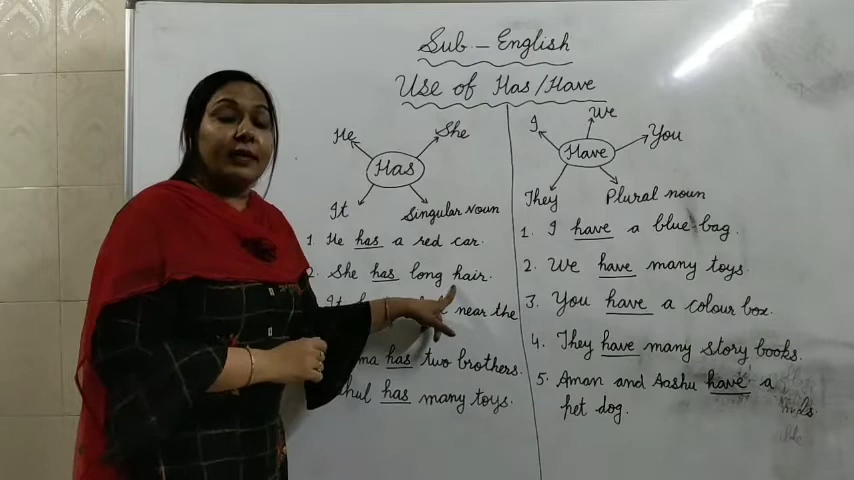 Sub - English
Use of Has/Have
He
She
Has
It
Singular Noun
1. He has a red car.
2. She has long hair.
It
near the
has two brothers.
has many toys.
I
We
You
Have
They
Plural noun
1. I have a blue bag.
2. We have many toys.
3. You have a colour box.
4. They have many story books.
5. Aman and Aashu have a
pet dog.